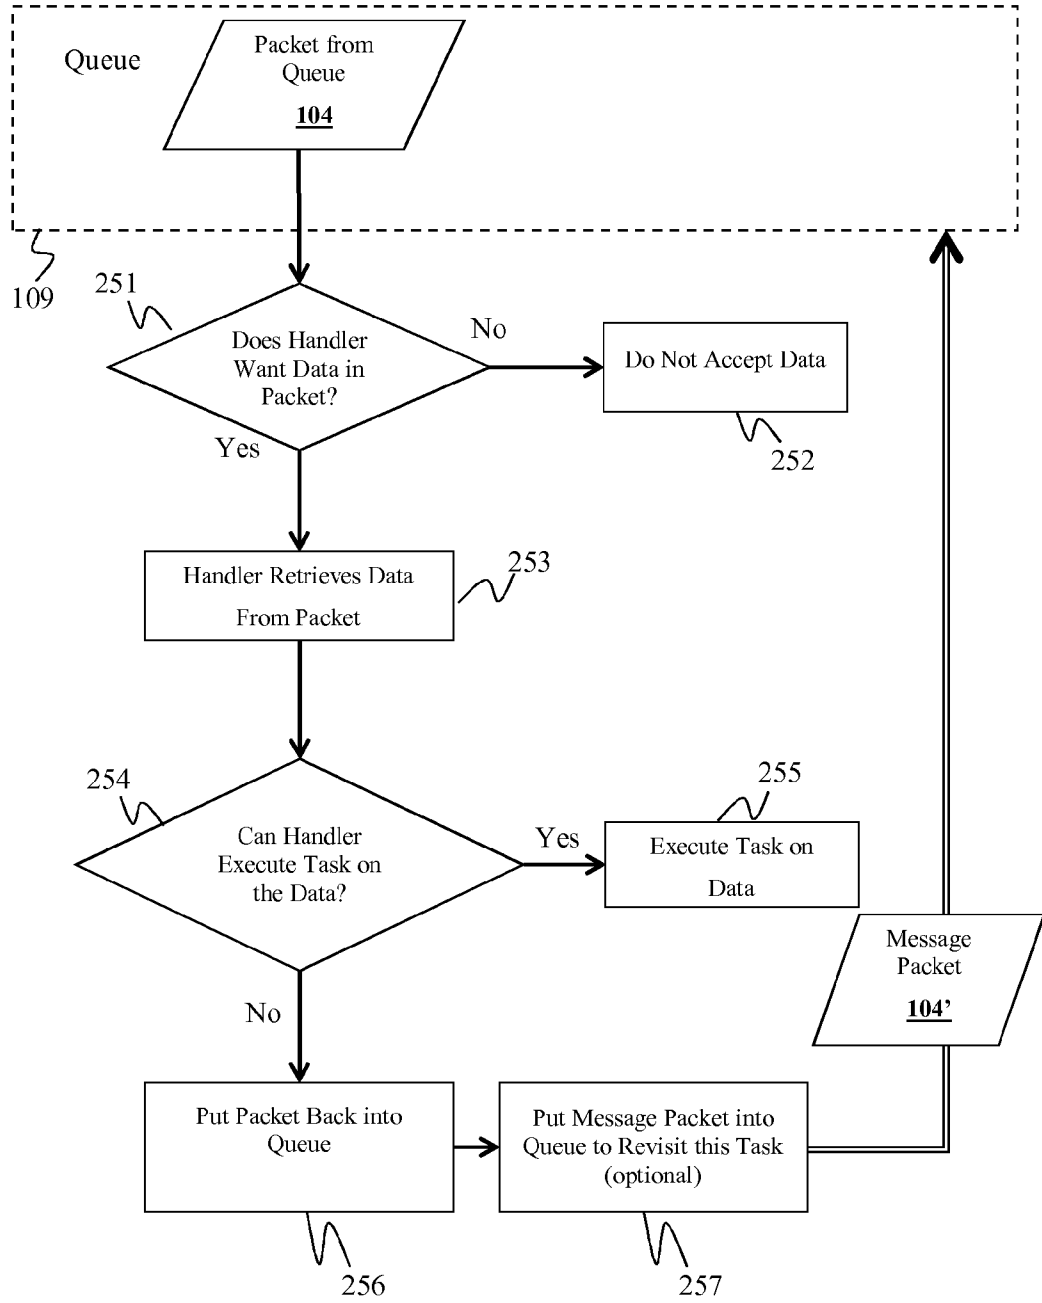 Queue
Packet from
Queue
104
109
251
Does Handler
Want Data in
Packet?
No
Do Not Accept Data
252
Yes
Handler Retrieves Data
From Packet
253
254
Can Handler
Execute Task on
the Data?
Yes
255
Execute Task on
Data
No
Message
Packet
104’
Put Packet Back into
Queue
Put Message Packet into
Queue to Revisit this Task
(optional)
256
257